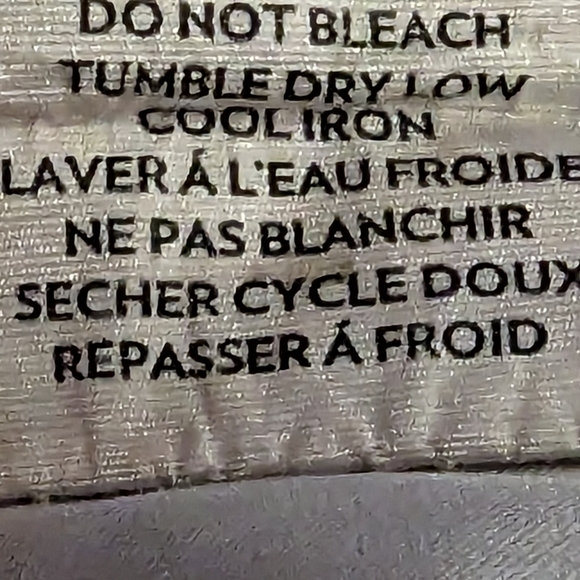 DO NOT BLEACH
TUMBLE DRY LOW
COOL IRON
LAVER Á L'EAU FROIDE
NE PAS BLANCHIR
SECHER CYCLE DOUX
REPASSER Á FROID